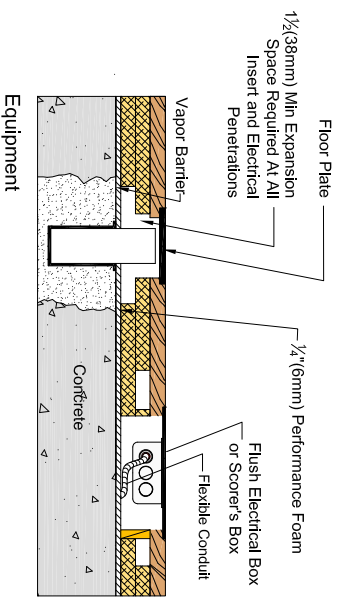 Floor Plate
1½(38mm) Min Expansion
Space Required At All
Insert and Electrical
Penetrations
Vapor Barrier
¼"(6mm) Performance Foam
Flush Electrical Box
or Scorer's Box
Flexible Conduit
Concrete
Equipment